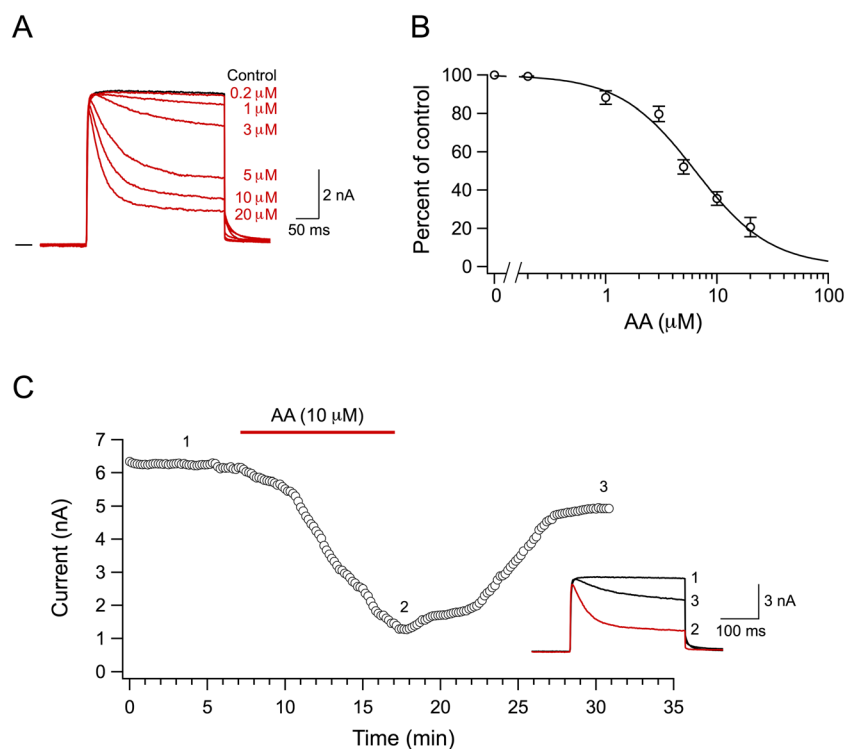 A
Control
0.2 μM
1 μM
3 μM
5 μM
10 μM
20 μM
2 nA
50 ms
B
Percent of control
100
80
60
40
20
0
0 1 10 100
AA (μM)
C
AA (10 μM)
Current (nA)
7
6
5
4
3
2
1
0
1
2
3
0 5 10 15 20 25 30 35
Time (min)
1
3
2
3 nA
100 ms